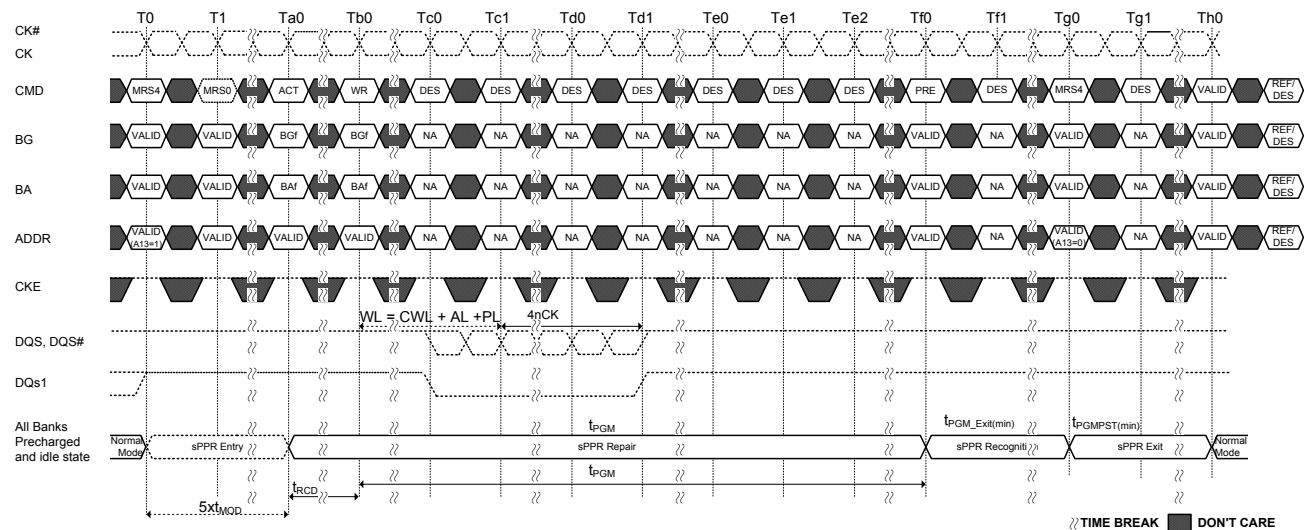 T0 T1 Ta0 Tb0 Tc0 Tc1 Td0 Td1 Te0 Te1 Te2 Tf0 Tf1 Tg0 Tg1 Th0
CK#
CK
CMD MRS4 MRS0 ACT WR DES DES DES DES DES DES DES PRE DES MRS4 DES VALID REF/
DES
BG VALID VALID BGf BGf NA NA NA NA NA NA NA VALID NA VALID NA VALID REF/
DES
BA VALID VALID BAf BAf NA NA NA NA NA NA NA VALID NA VALID NA VALID REF/
DES
ADDR VALID
(A13=1) VALID VALID VALID NA NA NA NA NA NA NA VALID NA VALID
(A13=0) NA VALID REF/
DES
CKE
WL = CWL + AL +PL 4nCK
DQS, DQS#
DQs1
All Banks
Precharged
and idle state
tPGM tPGM_Exit(min) tPGMPST(min)
Normal
Mode sPPR Entry sPPR Repair sPPR Recogniti n sPPR Exit Normal
Mode
tRCD tPGM
5xtMOD
TIME BREAK DON'T CARE